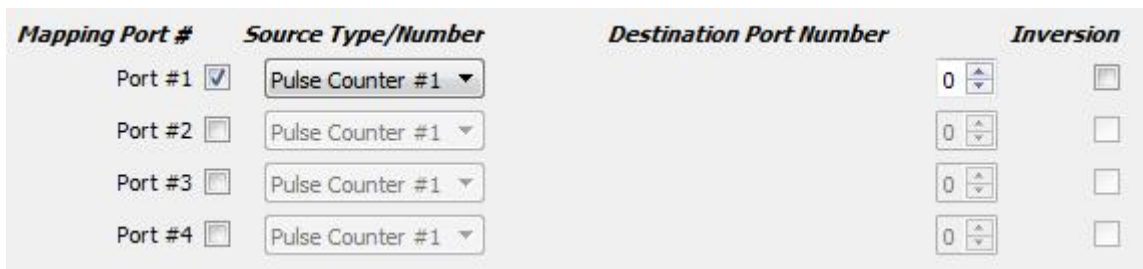 Mapping Port # Source Type/Number Destination Port Number Inversion
Port #1 Pulse Counter #1 0
Port #2 Pulse Counter #1 0
Port #3 Pulse Counter #1 0
Port #4 Pulse Counter #1 0